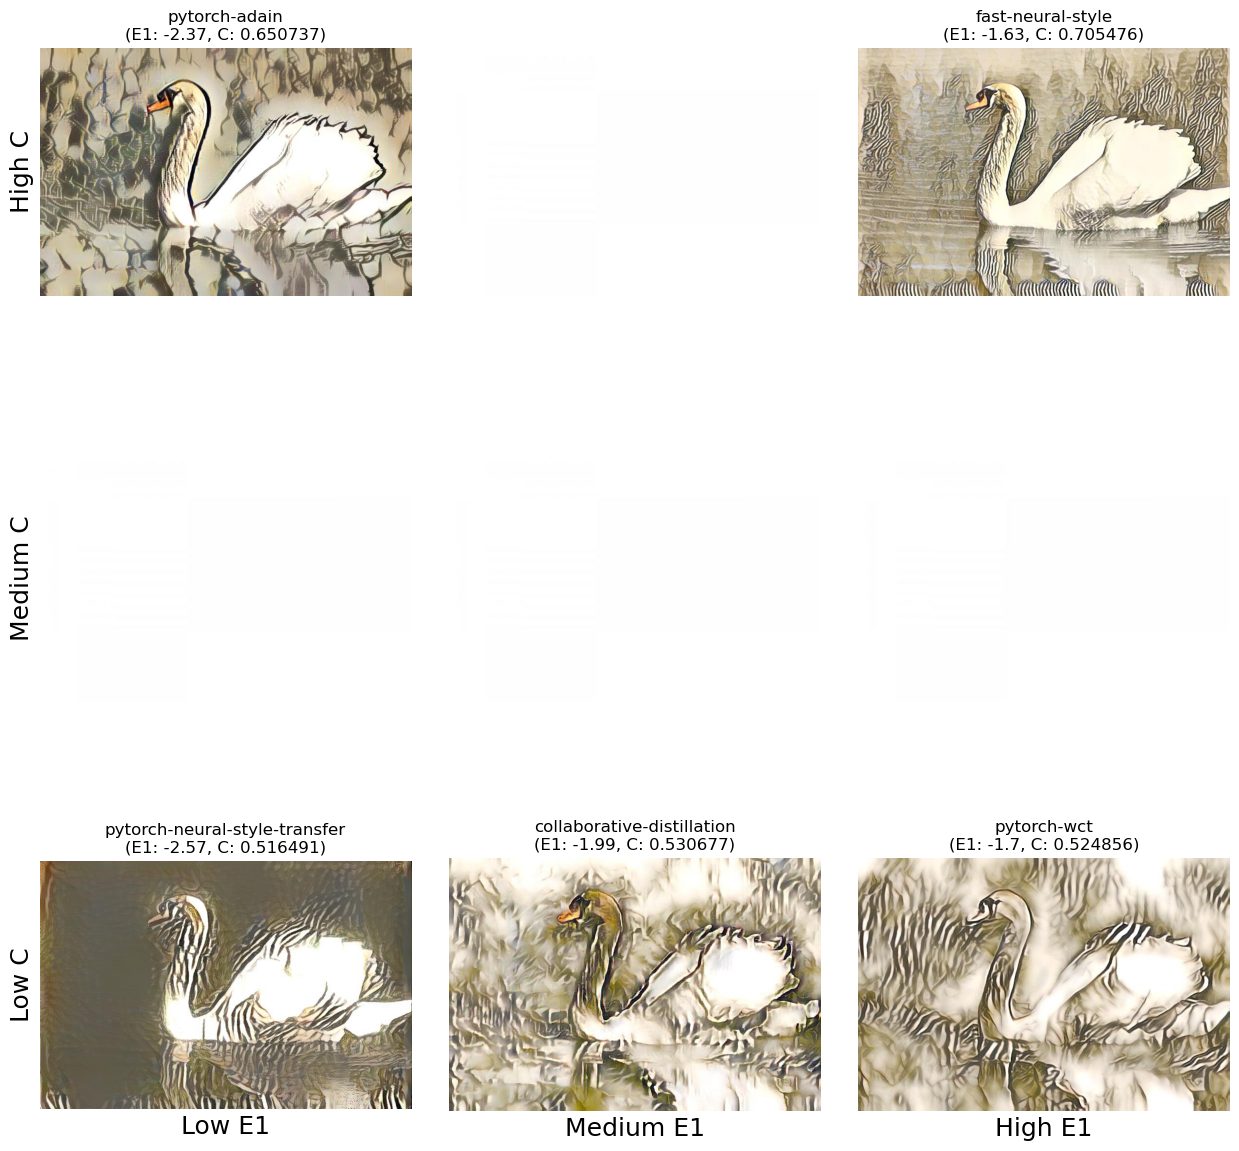 pytorch-adain
(E1: -2.37, C: 0.650737)
fast-neural-style
(E1: -1.63, C: 0.705476)
High C
Medium C
pytorch-neural-style-transfer
(E1: -2.57, C: 0.516491)
collaborative-distillation
(E1: -1.99, C: 0.530677)
pytorch-wct
(E1: -1.7, C: 0.524856)
Low C
Low E1
Medium E1
High E1